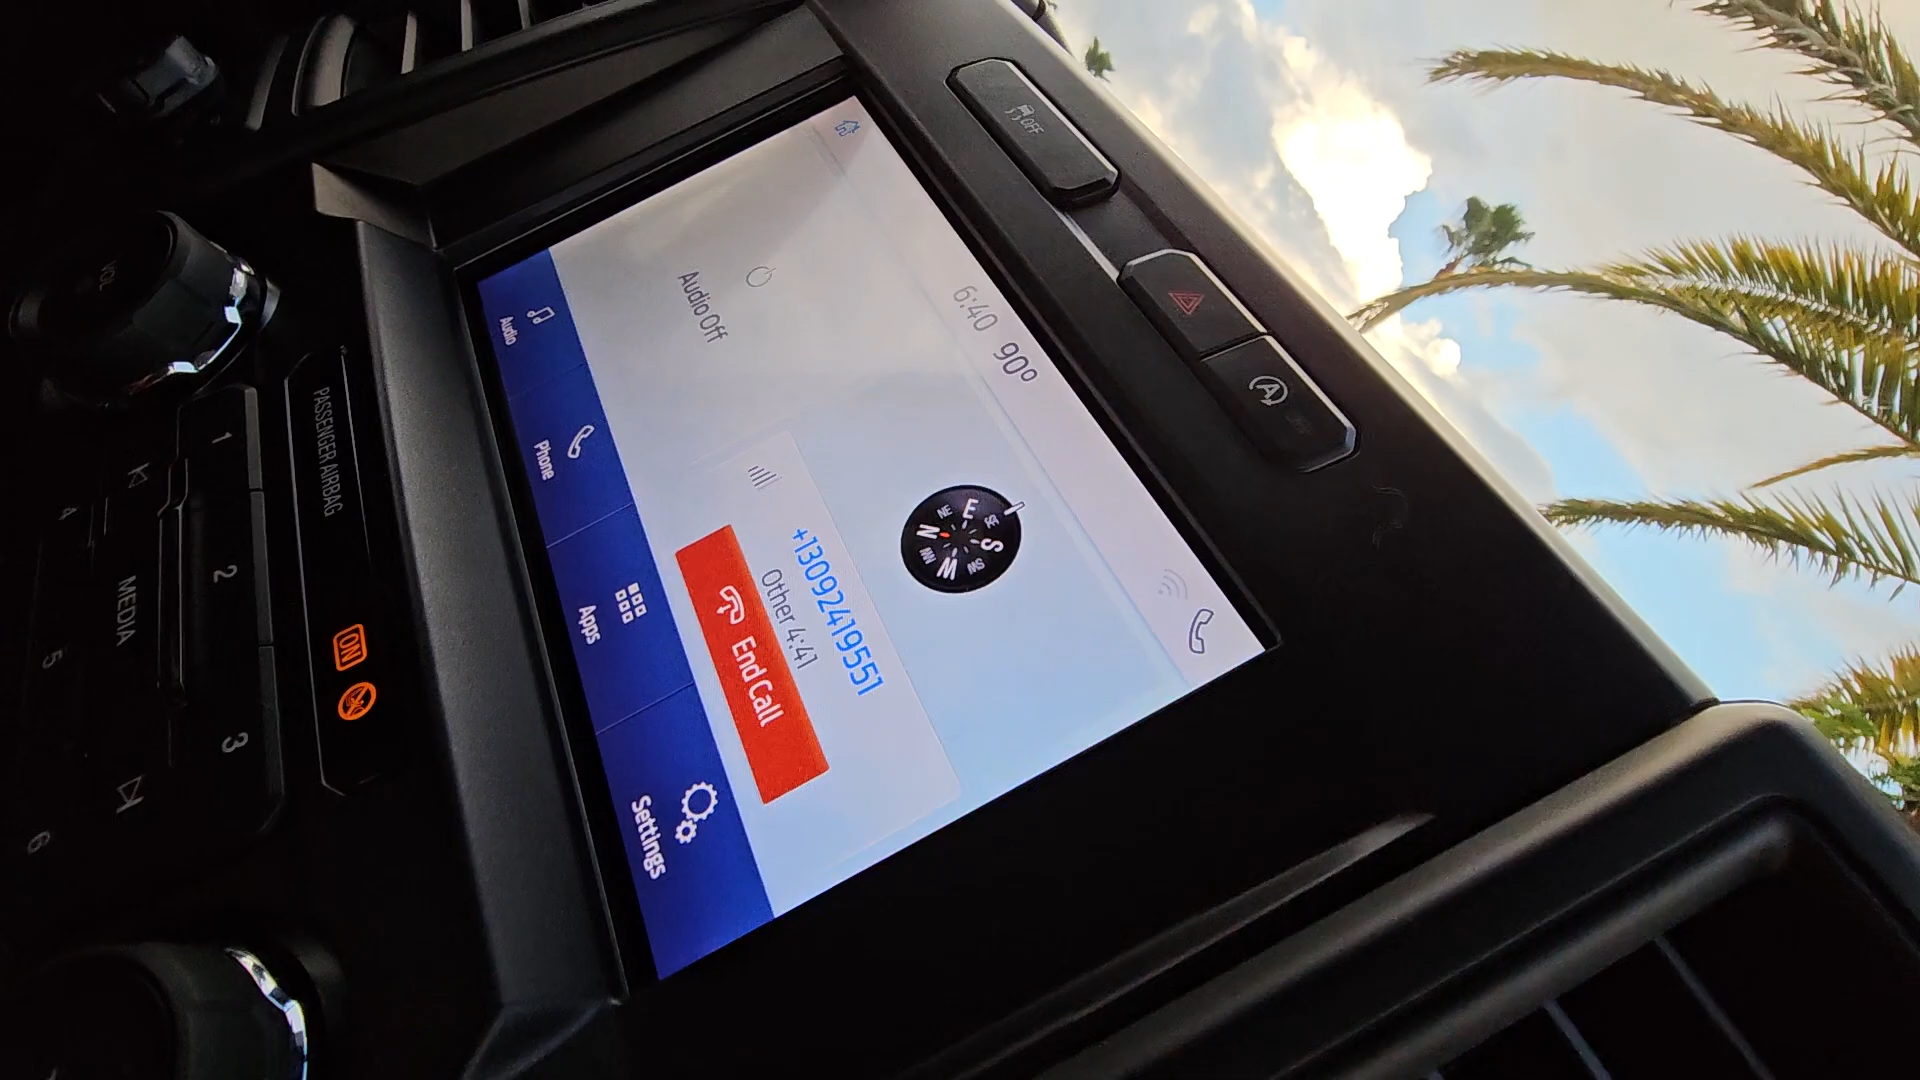 OFF
A
6:40 90°
Audio Off
N
NE
E
SE
S
SW
W
NW
+13092419551
Other 4:41
End Call
Audio
Phone
Apps
Settings
PASSENGER AIRBAG
ON
VOL
1
2
3
MEDIA
4
5
6